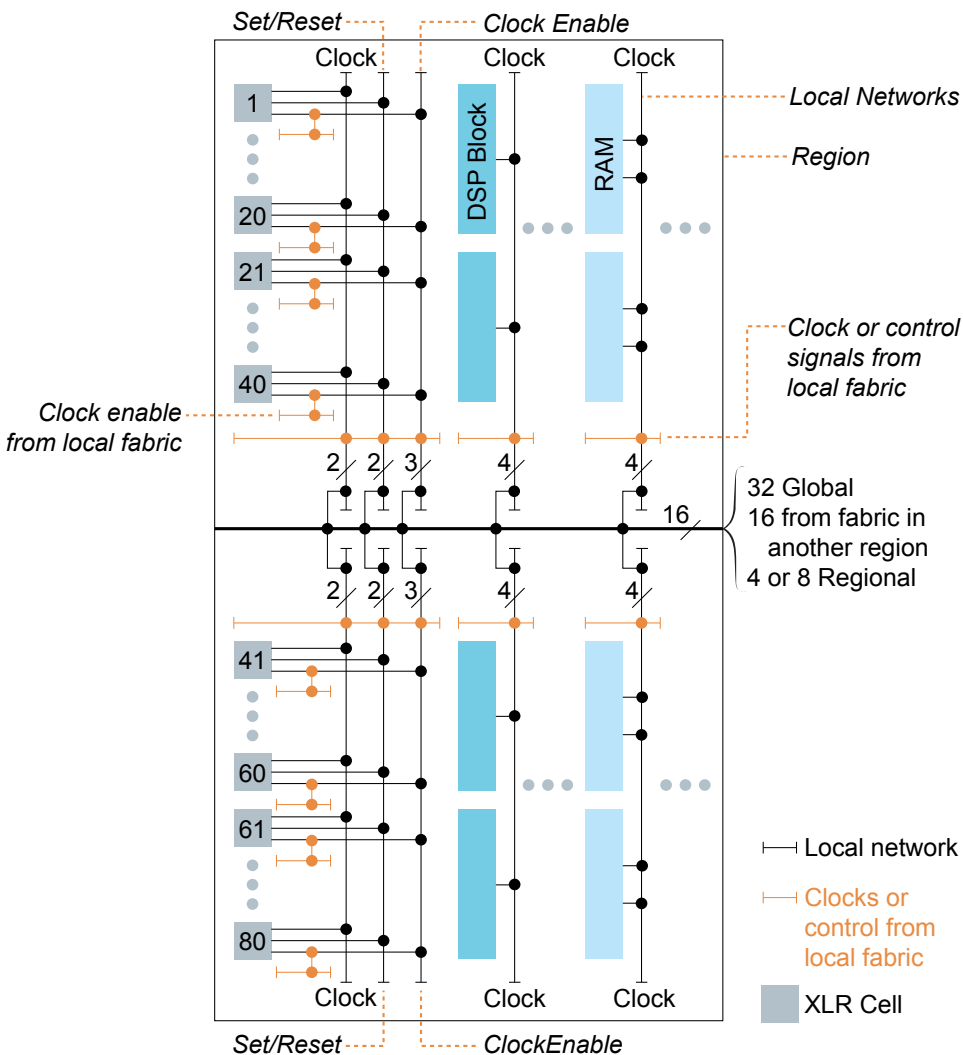 Set/Reset
Clock Enable
Clock
Clock
Clock
1
Local Networks
DSP Block
RAM
Region
20
21
Clock or control
signals from
local fabric
40
Clock enable
from local fabric
2
2
3
4
4
16
32 Global
16 from fabric in
another region
4 or 8 Regional
2
2
3
4
4
41
60
61
80
Local network
Clocks or
control from
local fabric
XLR Cell
Clock
Clock
Clock
Set/Reset
ClockEnable